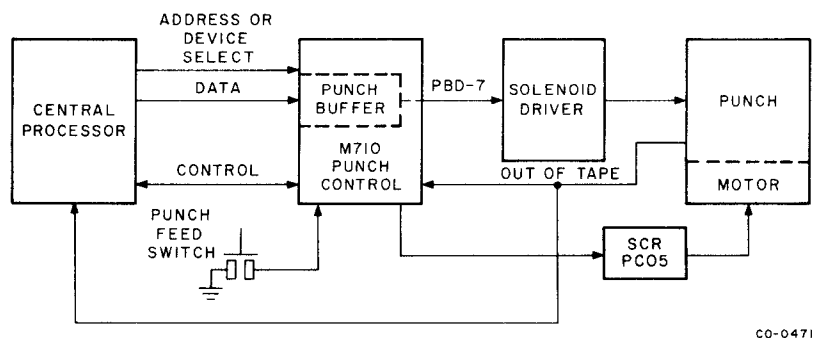 ADDRESS OR
DEVICE
SELECT
DATA
CENTRAL
PROCESSOR
CONTROL
PUNCH
BUFFER
M710
PUNCH
CONTROL
PBD-7
SOLENOID
DRIVER
PUNCH
MOTOR
OUT OF TAPE
PUNCH
FEED
SWITCH
SCR
PC05
CO-0471